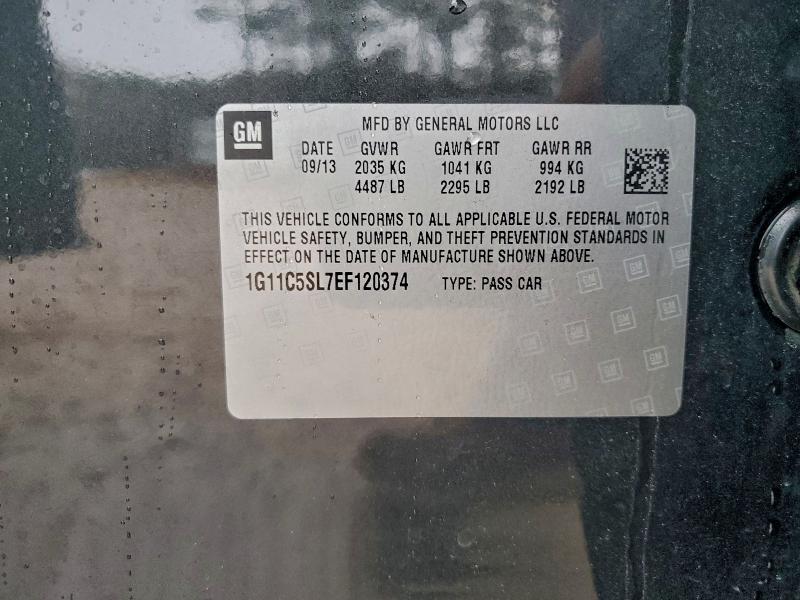 GM
MFD BY GENERAL MOTORS LLC
DATE GVWR GAWR FRT GAWR RR
09/13 2035 KG 1041 KG 994 KG
4487 LB 2295 LB 2192 LB
THIS VEHICLE CONFORMS TO ALL APPLICABLE U.S. FEDERAL MOTOR
VEHICLE SAFETY, BUMPER, AND THEFT PREVENTION STANDARDS IN
EFFECT ON THE DATE OF MANUFACTURE SHOWN ABOVE.
1G11C5SL7EF120374 TYPE: PASS CAR